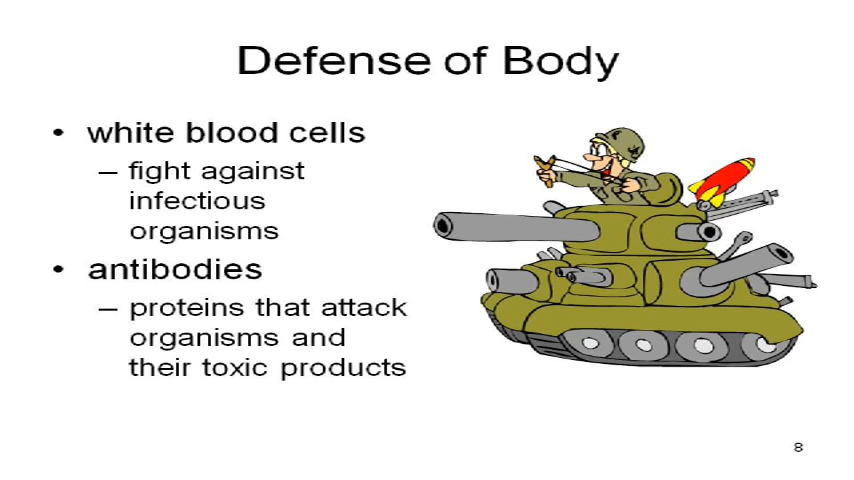 Defense of Body
• white blood cells
– fight against
infectious
organisms
• antibodies
– proteins that attack
organisms and
their toxic products
8